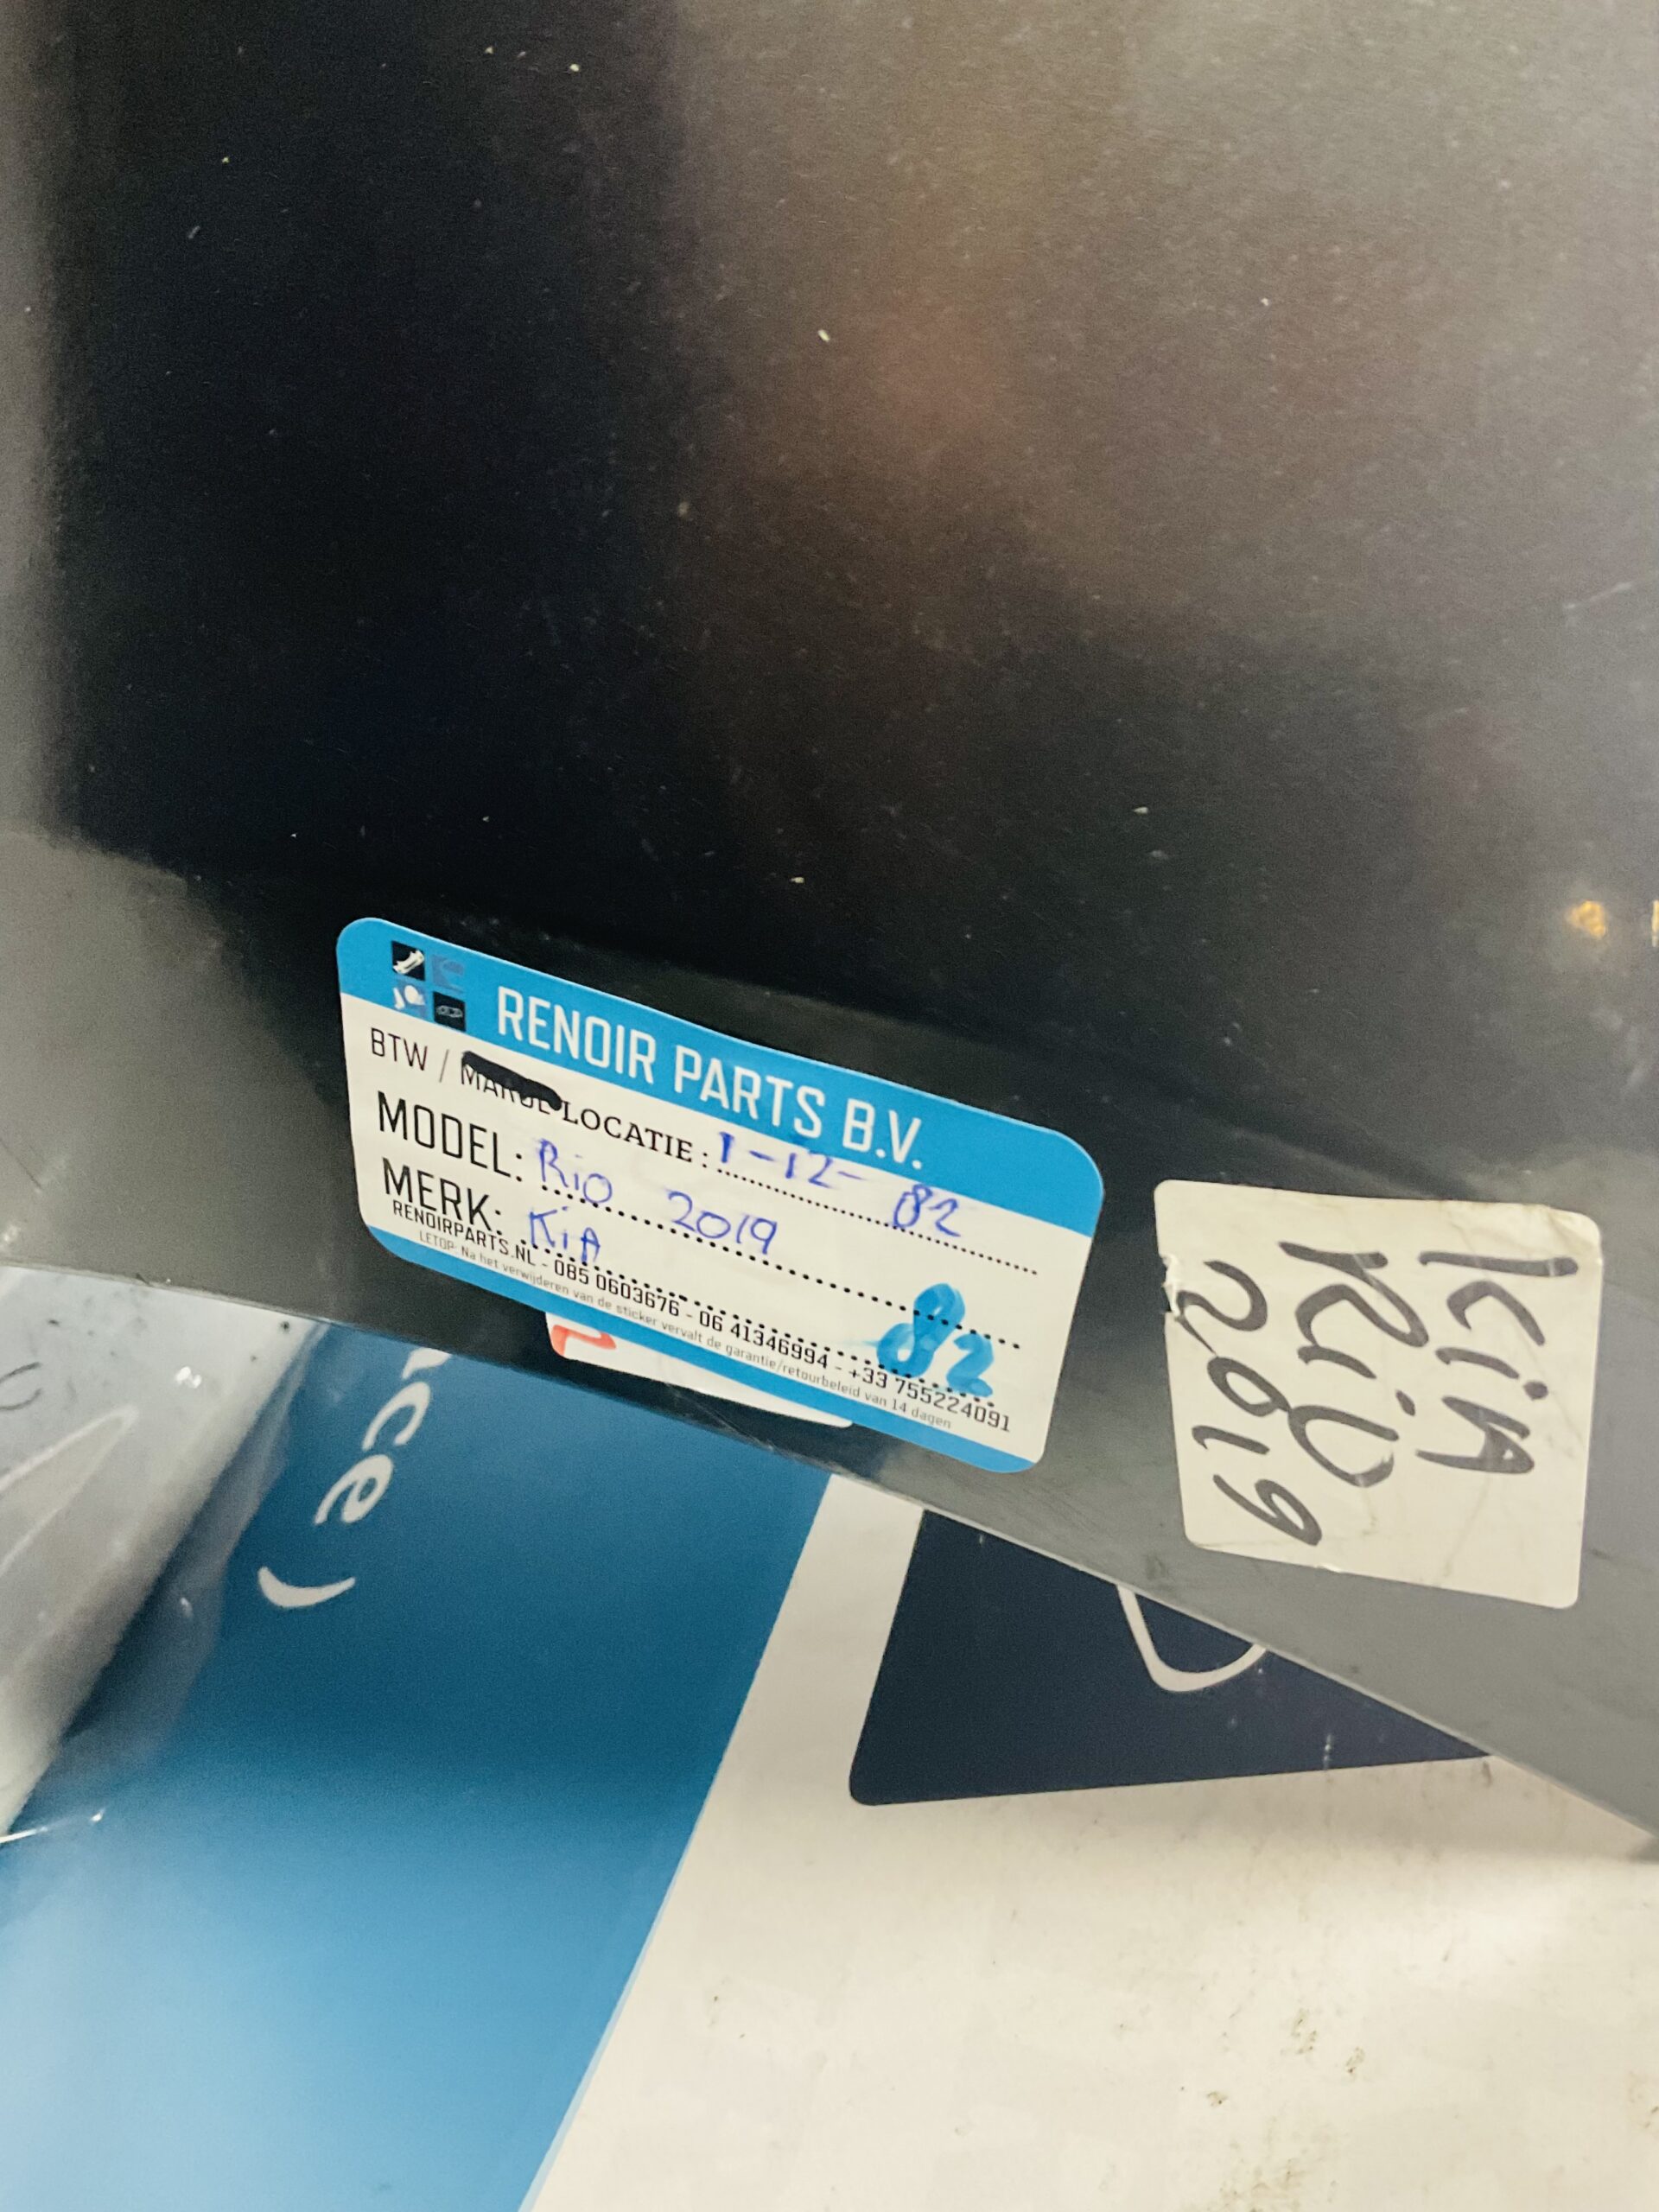 RENOIR PARTS B.V.
BTW / MARGE LOCATIE : 1-12- 82
MODEL: Rio 2019
MERK: KiA
82
RENOIRPARTS.NL - 085 0603676 - 06 41346994 - +33 755224091
LETOP: Na het verwijderen van de sticker vervalt de garantie/retourbeleid van 14 dagen
KiA
RiO
2019
ce)